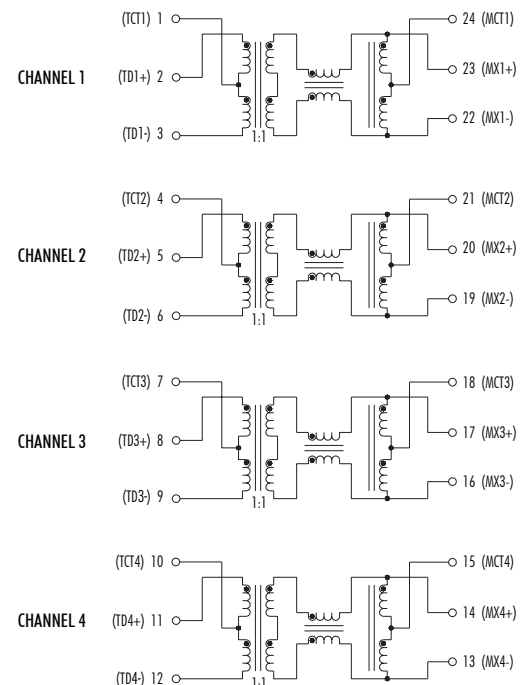 (TCT1) 1
24 (MCT1)
CHANNEL 1
(TD1+) 2
23 (MX1+)
22 (MX1-)
(TD1-) 3
1:1
(TCT2) 4
21 (MCT2)
CHANNEL 2
(TD2+) 5
20 (MX2+)
19 (MX2-)
(TD2-) 6
1:1
(TCT3) 7
18 (MCT3)
CHANNEL 3
(TD3+) 8
17 (MX3+)
16 (MX3-)
(TD3-) 9
1:1
(TCT4) 10
15 (MCT4)
CHANNEL 4
(TD4+) 11
14 (MX4+)
13 (MX4-)
(TD4-) 12
1:1